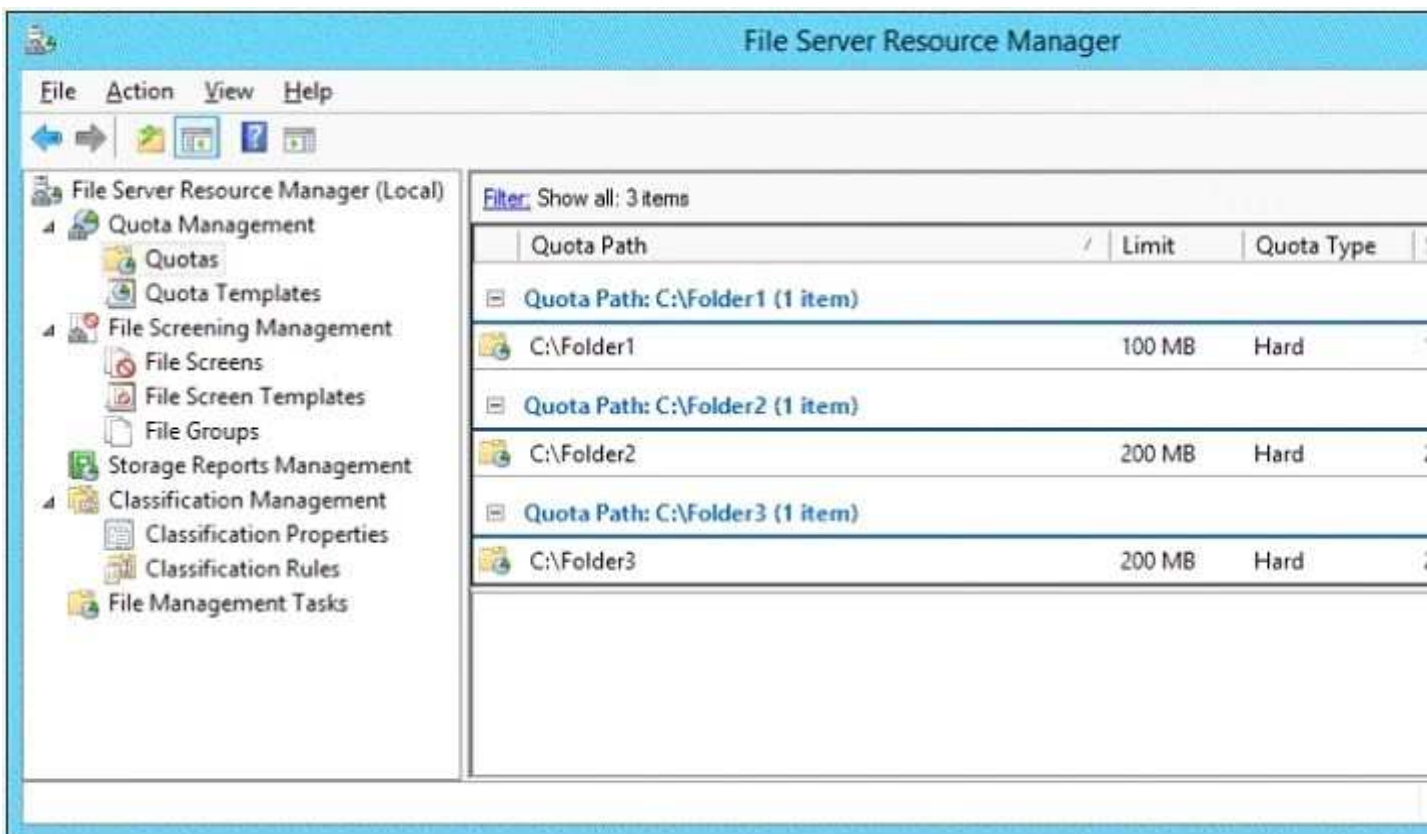 File Server Resource Manager
File Action View Help
File Server Resource Manager (Local)
Quota Management
Quotas
Quota Templates
File Screening Management
File Screens
File Screen Templates
File Groups
Storage Reports Management
Classification Management
Classification Properties
Classification Rules
File Management Tasks
Filter: Show all: 3 items
Quota Path / Limit Quota Type
Quota Path: C:\Folder1 (1 item)
C:\Folder1 100 MB Hard
Quota Path: C:\Folder2 (1 item)
C:\Folder2 200 MB Hard
Quota Path: C:\Folder3 (1 item)
C:\Folder3 200 MB Hard